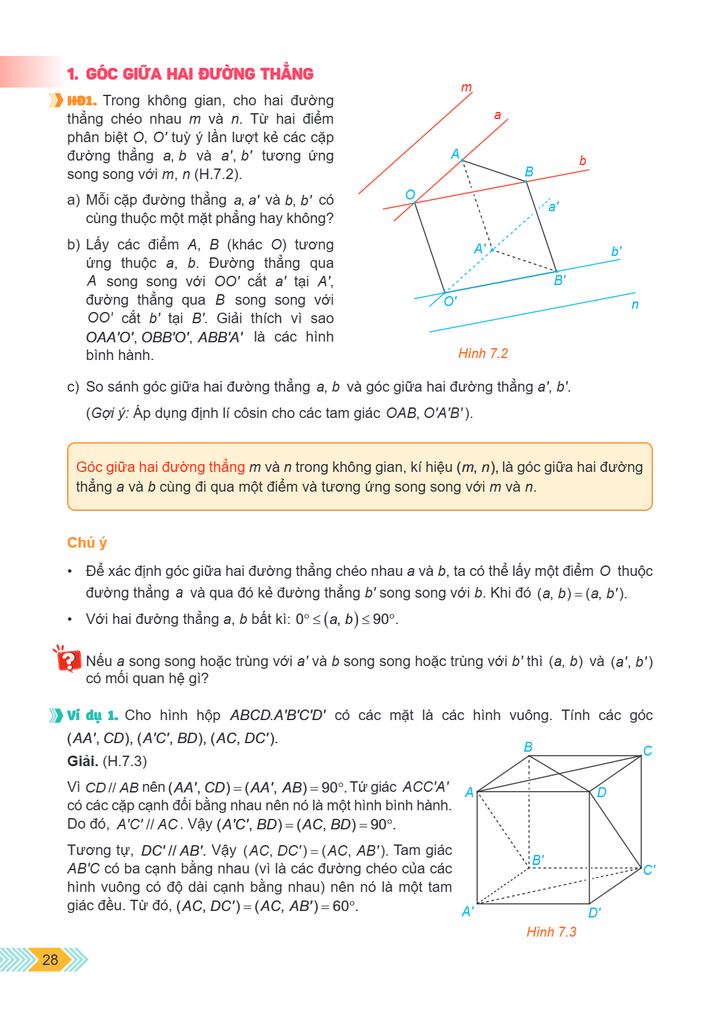 1. GÓC GIỮA HAI ĐƯỜNG THẲNG
HĐ1. Trong không gian, cho hai đường
thẳng chéo nhau m và n. Từ hai điểm
phân biệt O, O' tuỳ ý lần lượt kẻ các cặp
đường thẳng a, b và a', b' tương ứng
song song với m, n (H.7.2).
a) Mỗi cặp đường thẳng a, a' và b, b' có
cùng thuộc một mặt phẳng hay không?
b) Lấy các điểm A, B (khác O) tương
ứng thuộc a, b. Đường thẳng qua
A song song với OO' cắt a' tại A',
đường thẳng qua B song song với
OO' cắt b' tại B'. Giải thích vì sao
OAA'O', OBB'O', ABB'A' là các hình
bình hành.
m
a
A
B
b
O
a'
A'
b'
B'
O'
n
Hình 7.2
c) So sánh góc giữa hai đường thẳng a, b và góc giữa hai đường thẳng a', b'.
(Gợi ý: Áp dụng định lí côsin cho các tam giác OAB, O'A'B').
Góc giữa hai đường thẳng m và n trong không gian, kí hiệu (m, n), là góc giữa hai đường
thẳng a và b cùng đi qua một điểm và tương ứng song song với m và n.
Chú ý
• Để xác định góc giữa hai đường thẳng chéo nhau a và b, ta có thể lấy một điểm O thuộc
đường thẳng a và qua đó kẻ đường thẳng b' song song với b. Khi đó (a, b) = (a, b').
• Với hai đường thẳng a, b bất kì: 0° ≤ (a, b) ≤ 90°.
?
Nếu a song song hoặc trùng với a' và b song song hoặc trùng với b' thì (a, b) và (a', b')
có mối quan hệ gì?
Ví dụ 1. Cho hình hộp ABCD.A'B'C'D' có các mặt là các hình vuông. Tính các góc
(AA', CD), (A'C', BD), (AC, DC').
Giải. (H.7.3)
Vì CD // AB nên (AA', CD) = (AA', AB) = 90°. Tứ giác ACC'A'
có các cặp cạnh đối bằng nhau nên nó là một hình bình hành.
Do đó, A'C' // AC. Vậy (A'C', BD) = (AC, BD) = 90°.
Tương tự, DC' // AB'. Vậy (AC, DC') = (AC, AB'). Tam giác
AB'C có ba cạnh bằng nhau (vì là các đường chéo của các
hình vuông có độ dài cạnh bằng nhau) nên nó là một tam
giác đều. Từ đó, (AC, DC') = (AC, AB') = 60°.
B
C
A
D
B'
C'
A'
D'
Hình 7.3
28